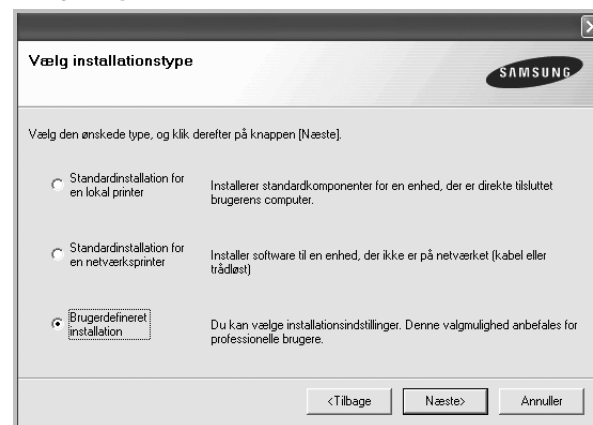 Vælg installationstype
SAMSUNG
Vælg den ønskede type, og klik derefter på knappen [Næste].
Standardinstallation for
en lokal printer
Installerer standardkomponenter for en enhed, der er direkte tilsluttet
brugerens computer.
Standardinstallation for
en netværksprinter
Installer software til en enhed, der ikke er på netværket (kabel eller
trådløst)
Brugerdefineret
installation
Du kan vælge installationsindstillinger. Denne valgmulighed anbefales for
professionelle brugere.
<Tilbage
Næste>
Annuller